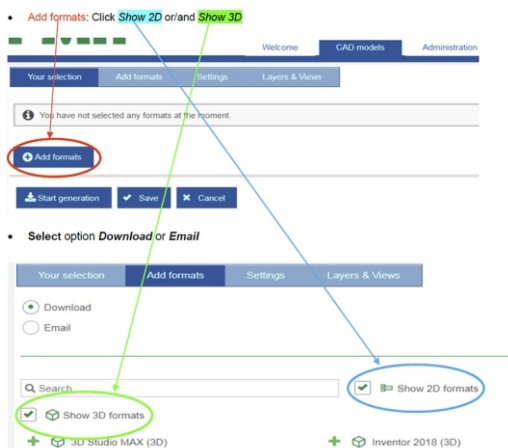 Add formats: Click Show 2D or/and Show 3D
Welcome CAD models Administration
Your selection Add formats Settings Layers & Views
You have not selected any formats at the moment.
Add formats
Start generation Save Cancel
Select option Download or Email
Your selection Add formats Settings Layers & Views
Download
Email
Search Show 2D formats
Show 3D formats
3D Studio MAX (3D) Inventor 2018 (3D)